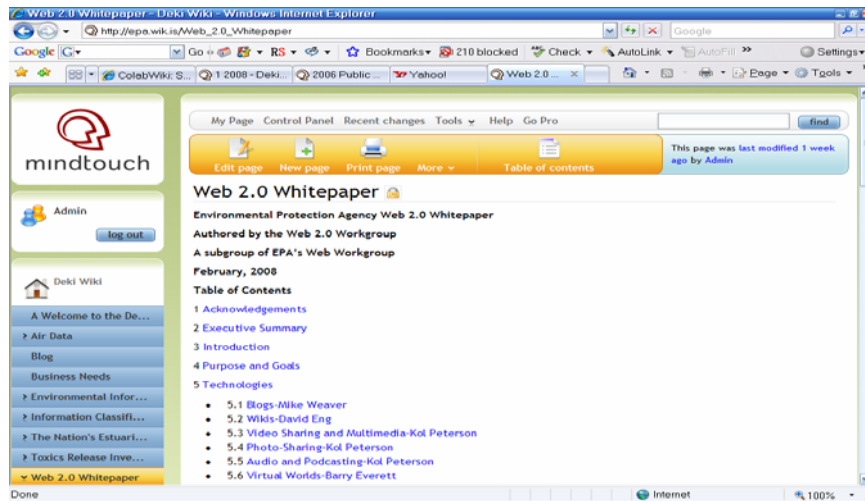 Web 2.0 Whitepaper - Deki Wiki - Windows Internet Explorer
http://epa.wik.is/Web_2.0_Whitepaper
Google
Google G Go RS Bookmarks 210 blocked Check AutoLink AutoFill » Settings
ColabWiki: S... 1 2008 - Deki... 2006 Public ... Yahoo! Web 2.0 ... × Page Tools »
mindtouch
My Page Control Panel Recent changes Tools Help Go Pro
find
Edit page New page Print page More Table of contents
This page was last modified 1 week
ago by Admin
Admin
log out
Web 2.0 Whitepaper
Environmental Protection Agency Web 2.0 Whitepaper
Authored by the Web 2.0 Workgroup
A subgroup of EPA's Web Workgroup
February, 2008
Table of Contents
1 Acknowledgements
2 Executive Summary
3 Introduction
4 Purpose and Goals
5 Technologies
• 5.1 Blogs-Mike Weaver
• 5.2 Wikis-David Eng
• 5.3 Video Sharing and Multimedia-Kol Peterson
• 5.4 Photo-Sharing-Kol Peterson
• 5.5 Audio and Podcasting-Kol Peterson
• 5.6 Virtual Worlds-Barry Everett
Deki Wiki
A Welcome to the De...
Air Data
Blog
Business Needs
Environmental Infor...
Information Classifi...
The Nation's Estuari...
Toxics Release Inve...
Web 2.0 Whitepaper
Done
Internet
100%